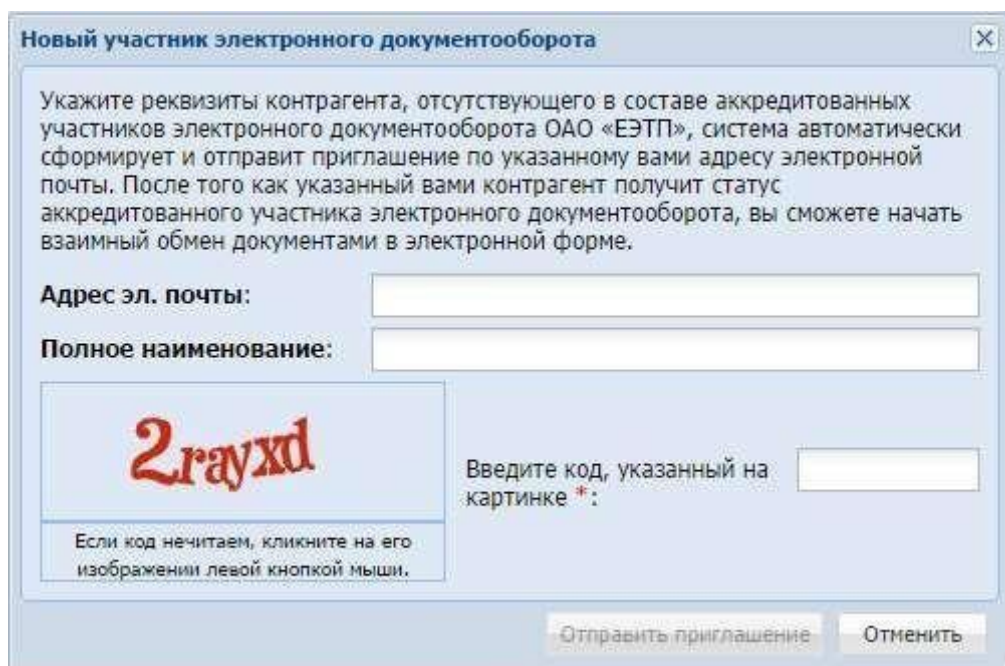 Новый участник электронного документооборота
Укажите реквизиты контрагента, отсутствующего в составе аккредитованных
участников электронного документооборота ОАО «ЕЭТП», система автоматически
сформирует и отправит приглашение по указанному вами адресу электронной
почты. После того как указанный вами контрагент получит статус
аккредитованного участника электронного документооборота, вы сможете начать
взаимный обмен документами в электронной форме.
Адрес эл. почты:
Полное наименование:
2rayxd
Введите код, указанный на
картинке *:
Если код нечитаем, кликните на его
изображении левой кнопкой мыши.
Отправить приглашение
Отменить